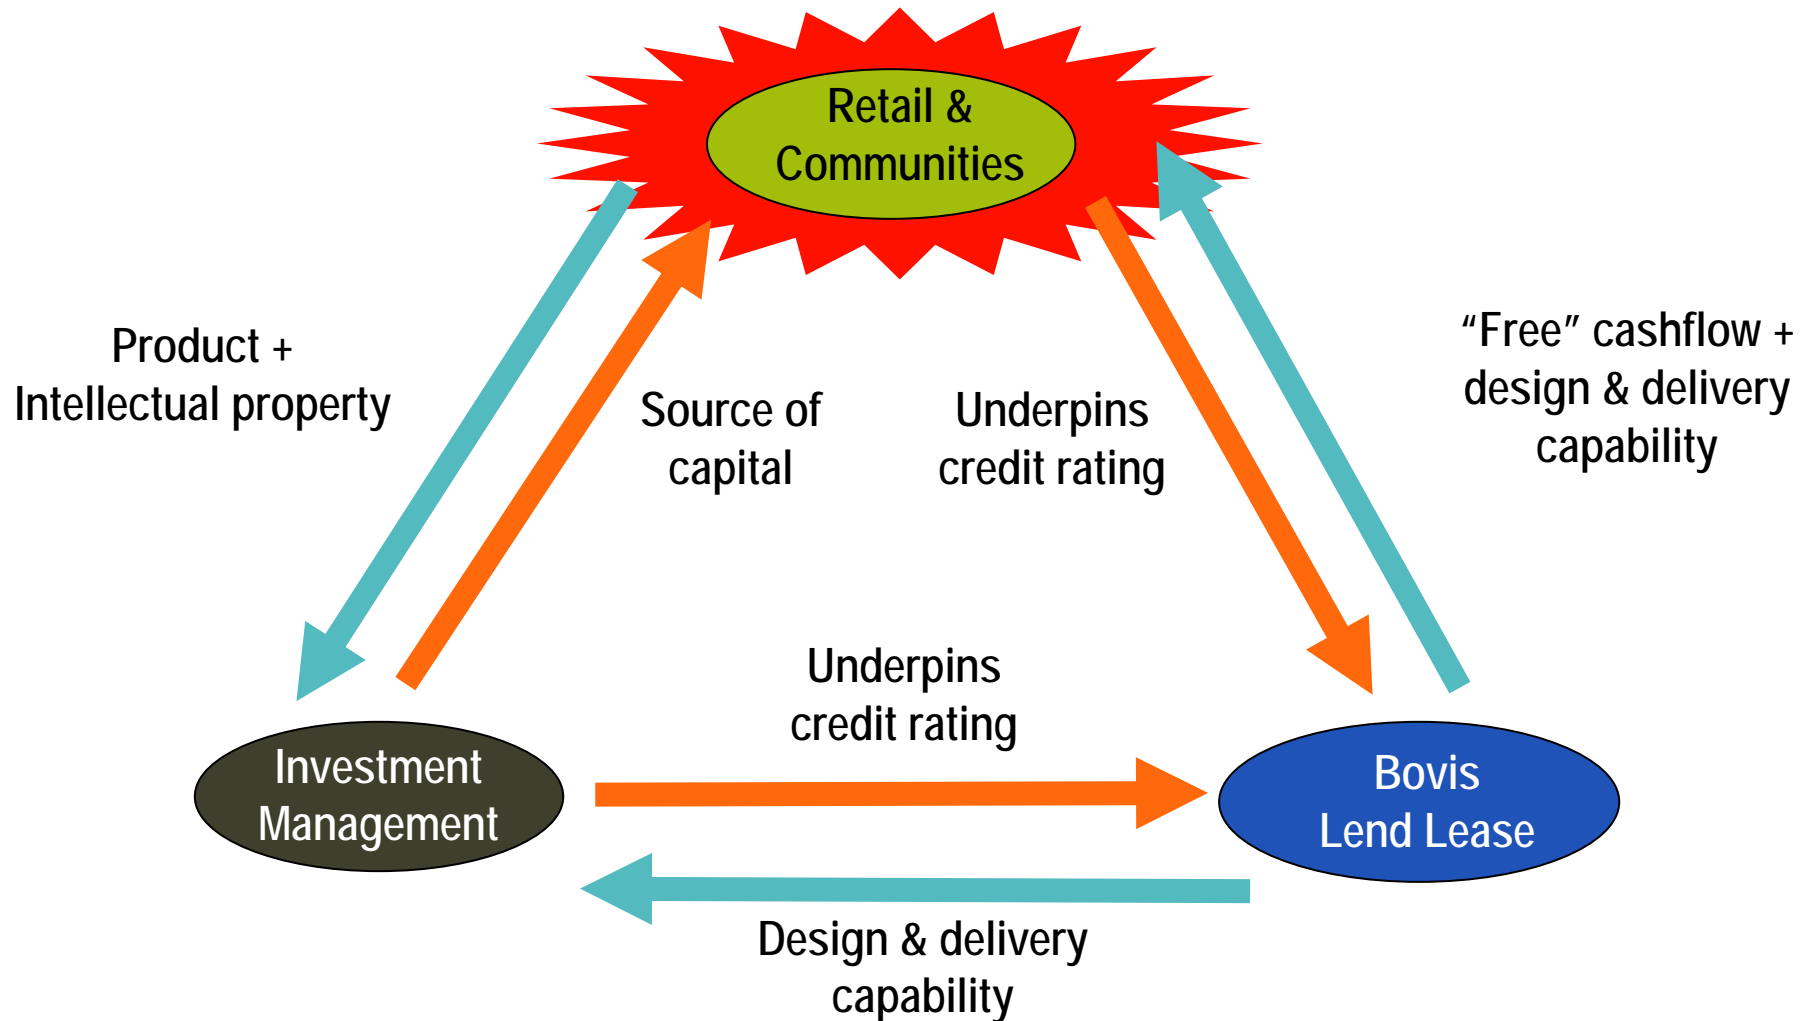 Retail &
Communities
Product +
Intellectual property
Source of
capital
Underpins
credit rating
“Free” cashflow +
design & delivery
capability
Underpins
credit rating
Investment
Management
Bovis
Lend Lease
Design & delivery
capability